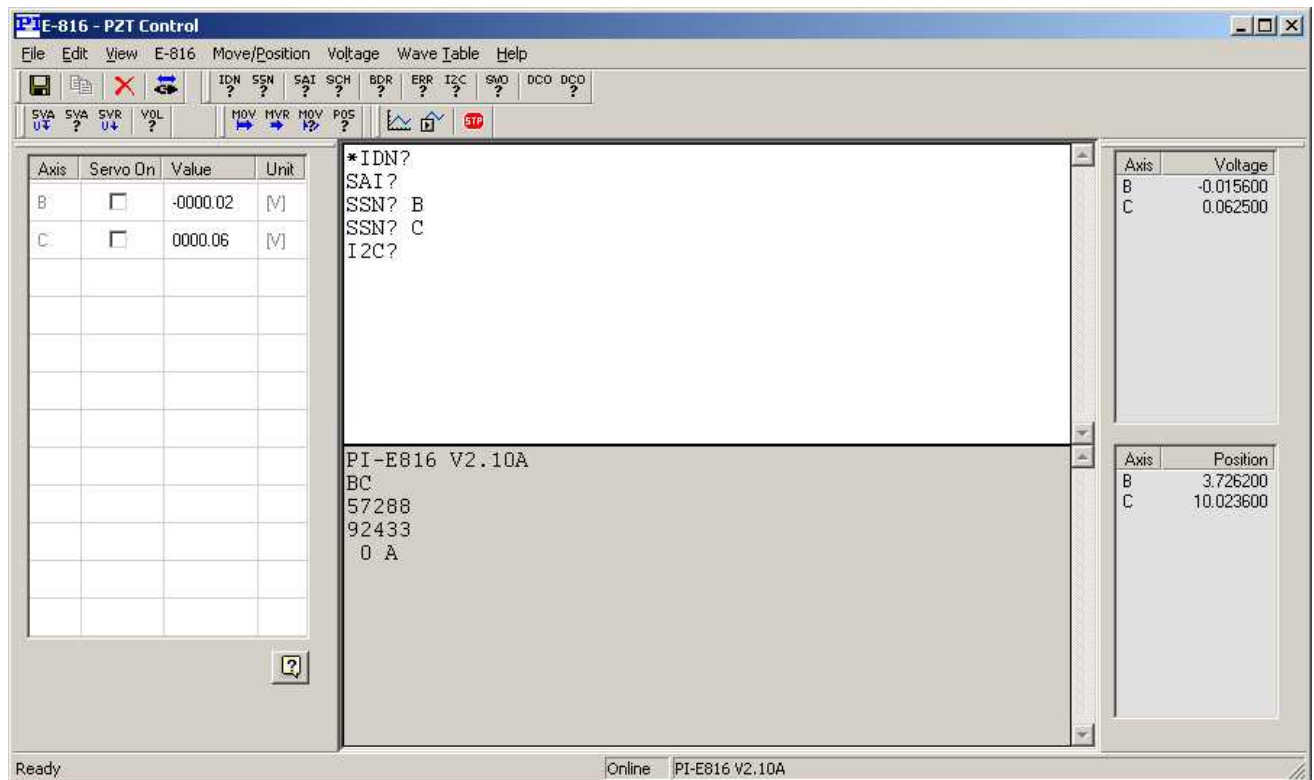 PI E-816 - PZT Control
File Edit View E-816 Move/Position Voltage Wave Table Help
IDN ? SSN ? SAI ? SCH ? BDR ? ERR ? I2C ? SVO ? DCO DCO ?
SVA SVA ? SVR VOL ? MOV MVR MOV ? POS ? STP
Axis Servo On Value Unit
B -0000.02 [V]
C 0000.06 [V]
*IDN?
SAI?
SSN? B
SSN? C
I2C?
PI-E816 V2.10A
BC
57288
92433
0 A
Axis Voltage
B -0.015600
C 0.062500
Axis Position
B 3.726200
C 10.023600
?
Ready Online PI-E816 V2.10A